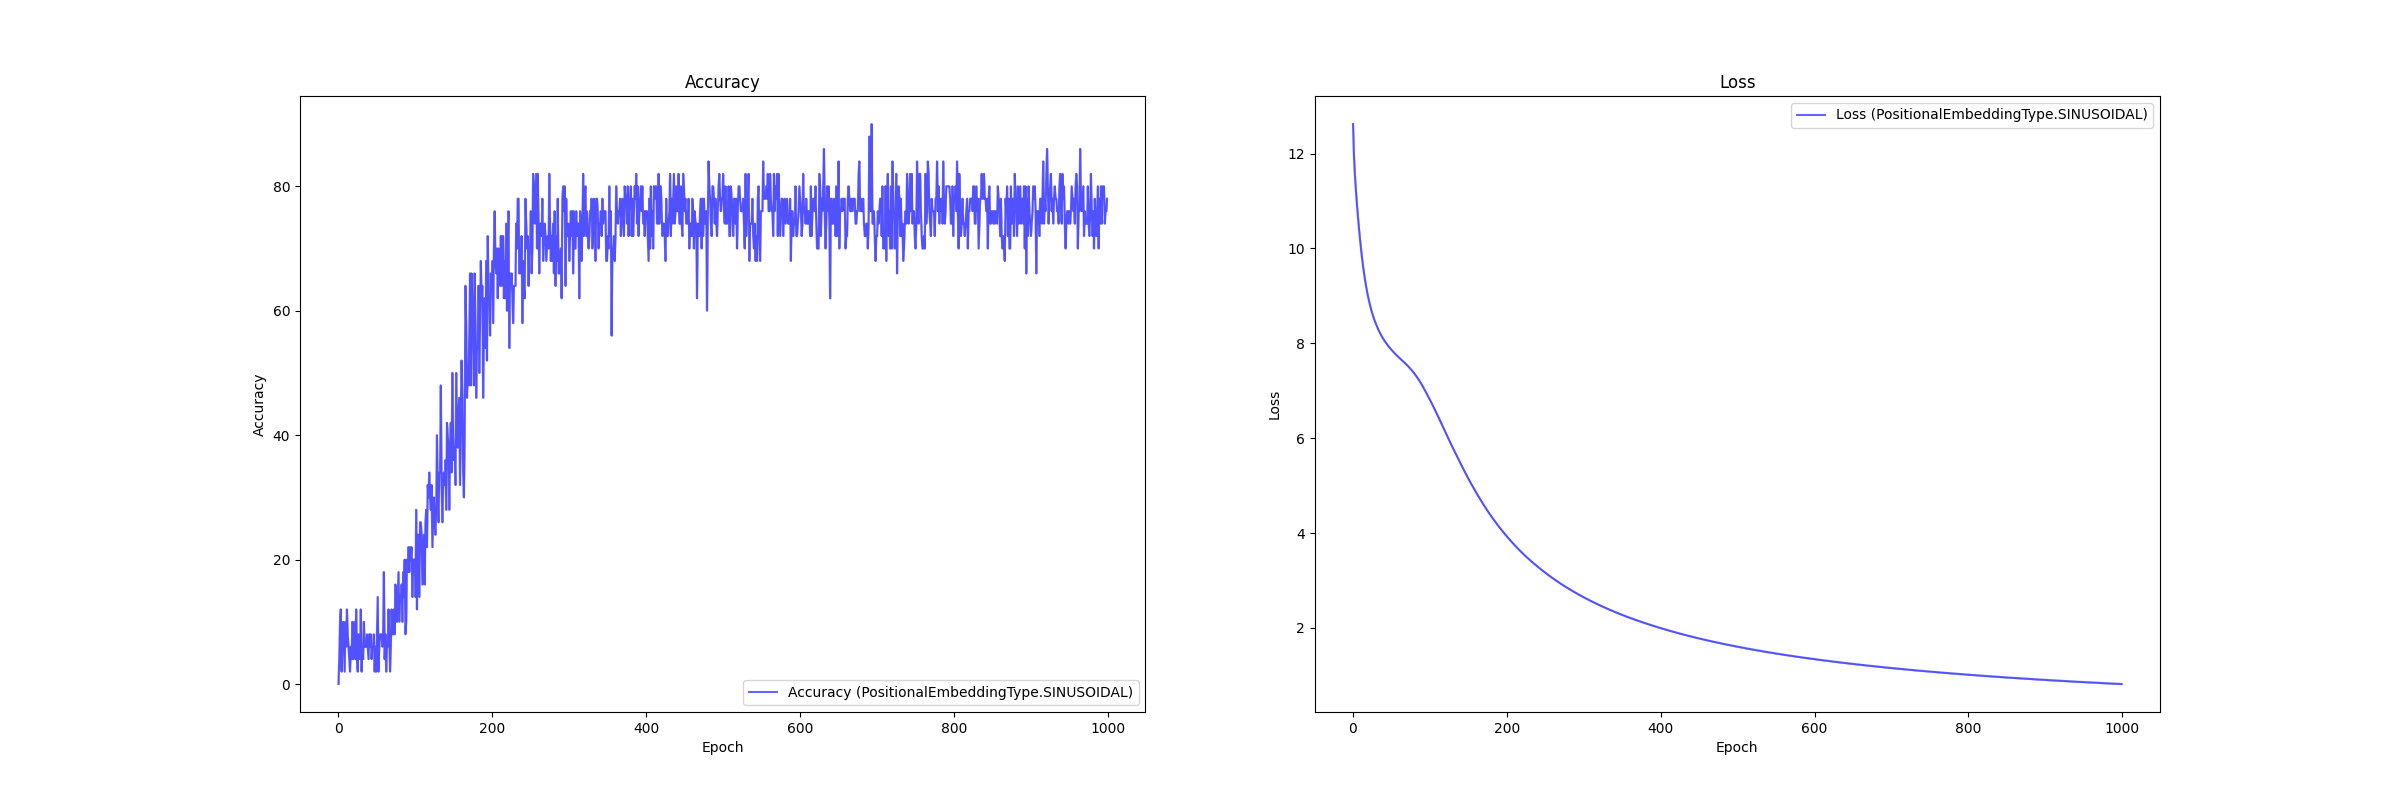 Accuracy
80
60
40
20
0
Accuracy
Accuracy (PositionalEmbeddingType.SINUSOIDAL)
0 200 400 600 800 1000
Epoch
Loss
Loss (PositionalEmbeddingType.SINUSOIDAL)
12
10
8
6
4
2
Loss
0 200 400 600 800 1000
Epoch